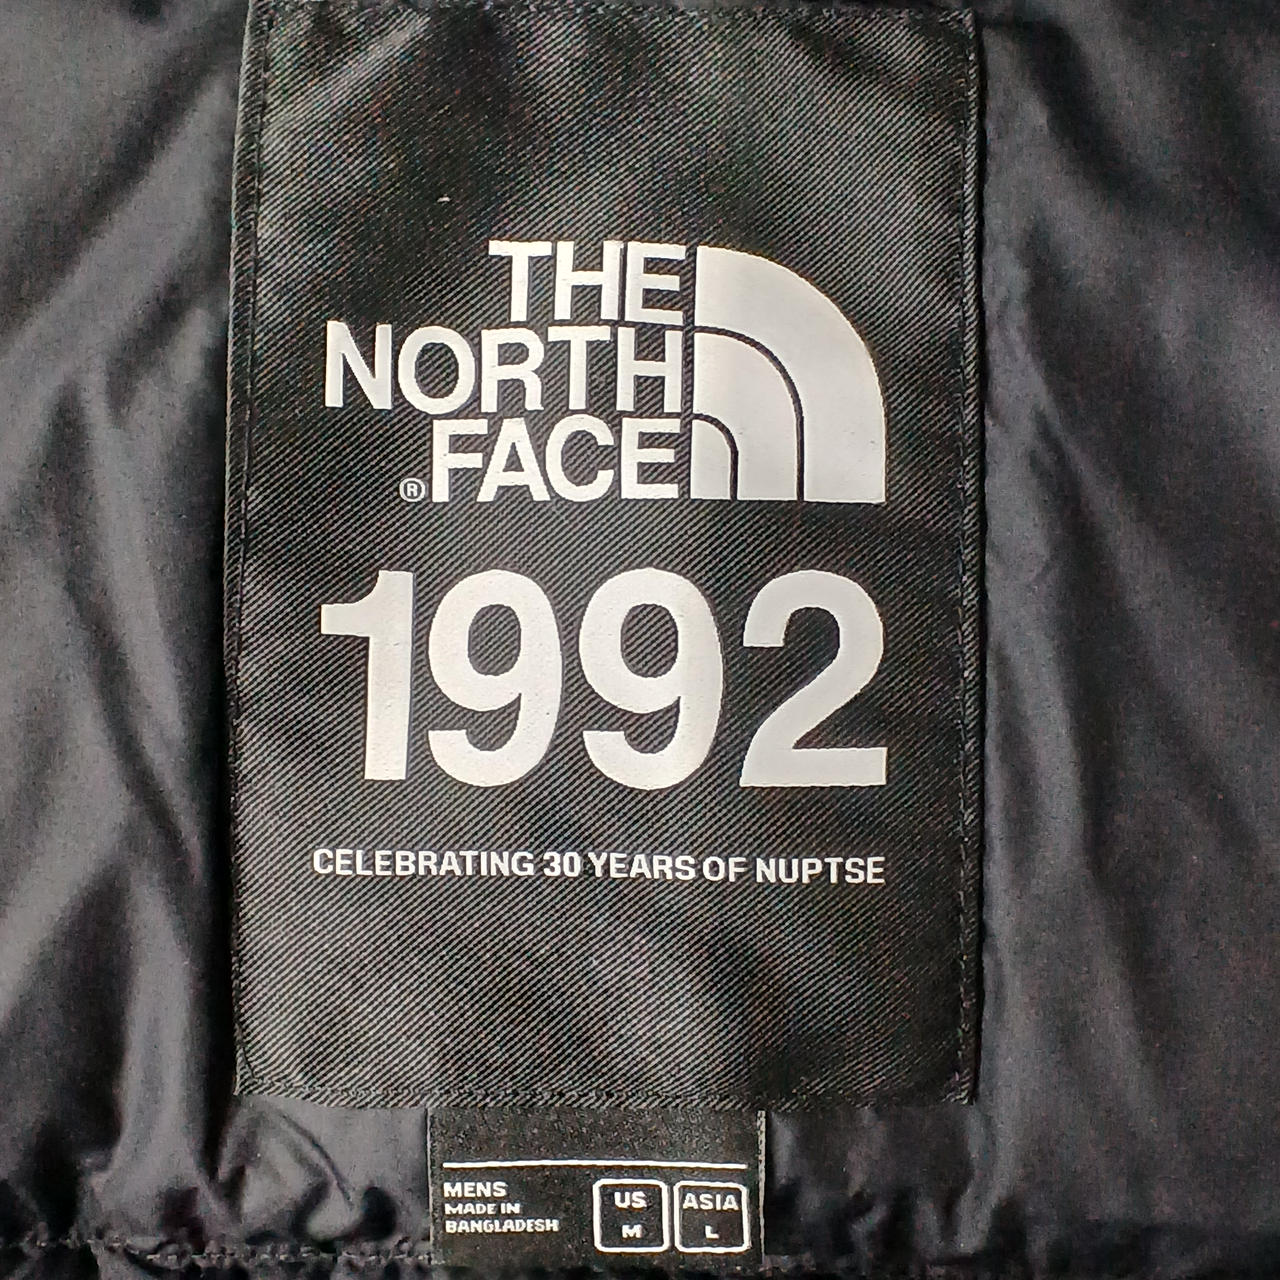 THE
NORTH
FACE
®
1992
CELEBRATING 30 YEARS OF NUPTSE
MENS
MADE IN
BANGLADESH
US
M
ASIA
L